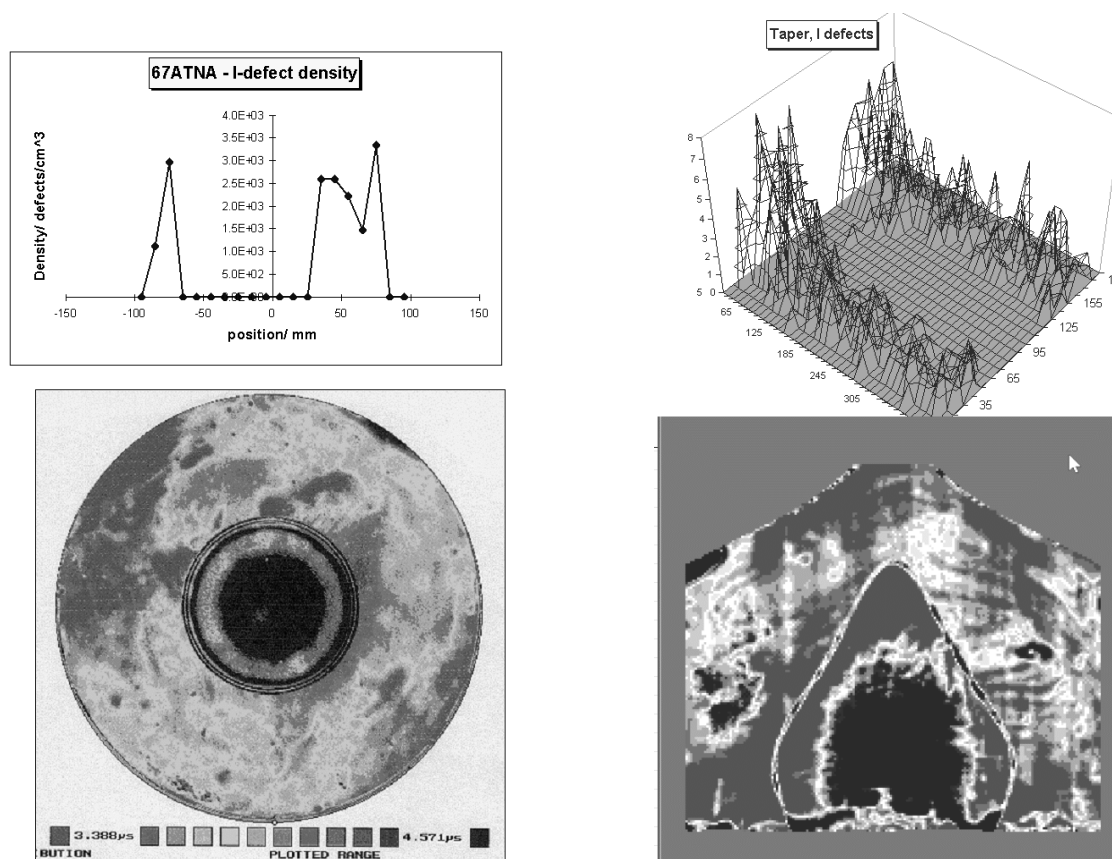 67ATNA - I-defect density
Density/ defects/cm^3
4.0E+03
3.5E+03
3.0E+03
2.5E+03
2.0E+03
1.5E+03
1.0E+03
5.0E+02
-150 -100 -50 0 50 100 150
position/ mm
Taper, I defects
8
7
6
5
4
3
2
1
0
5 65 125 185 245 305
35 65 95 125 155
3.388µs 4.571µs
BUTION PLOTTED RANGE